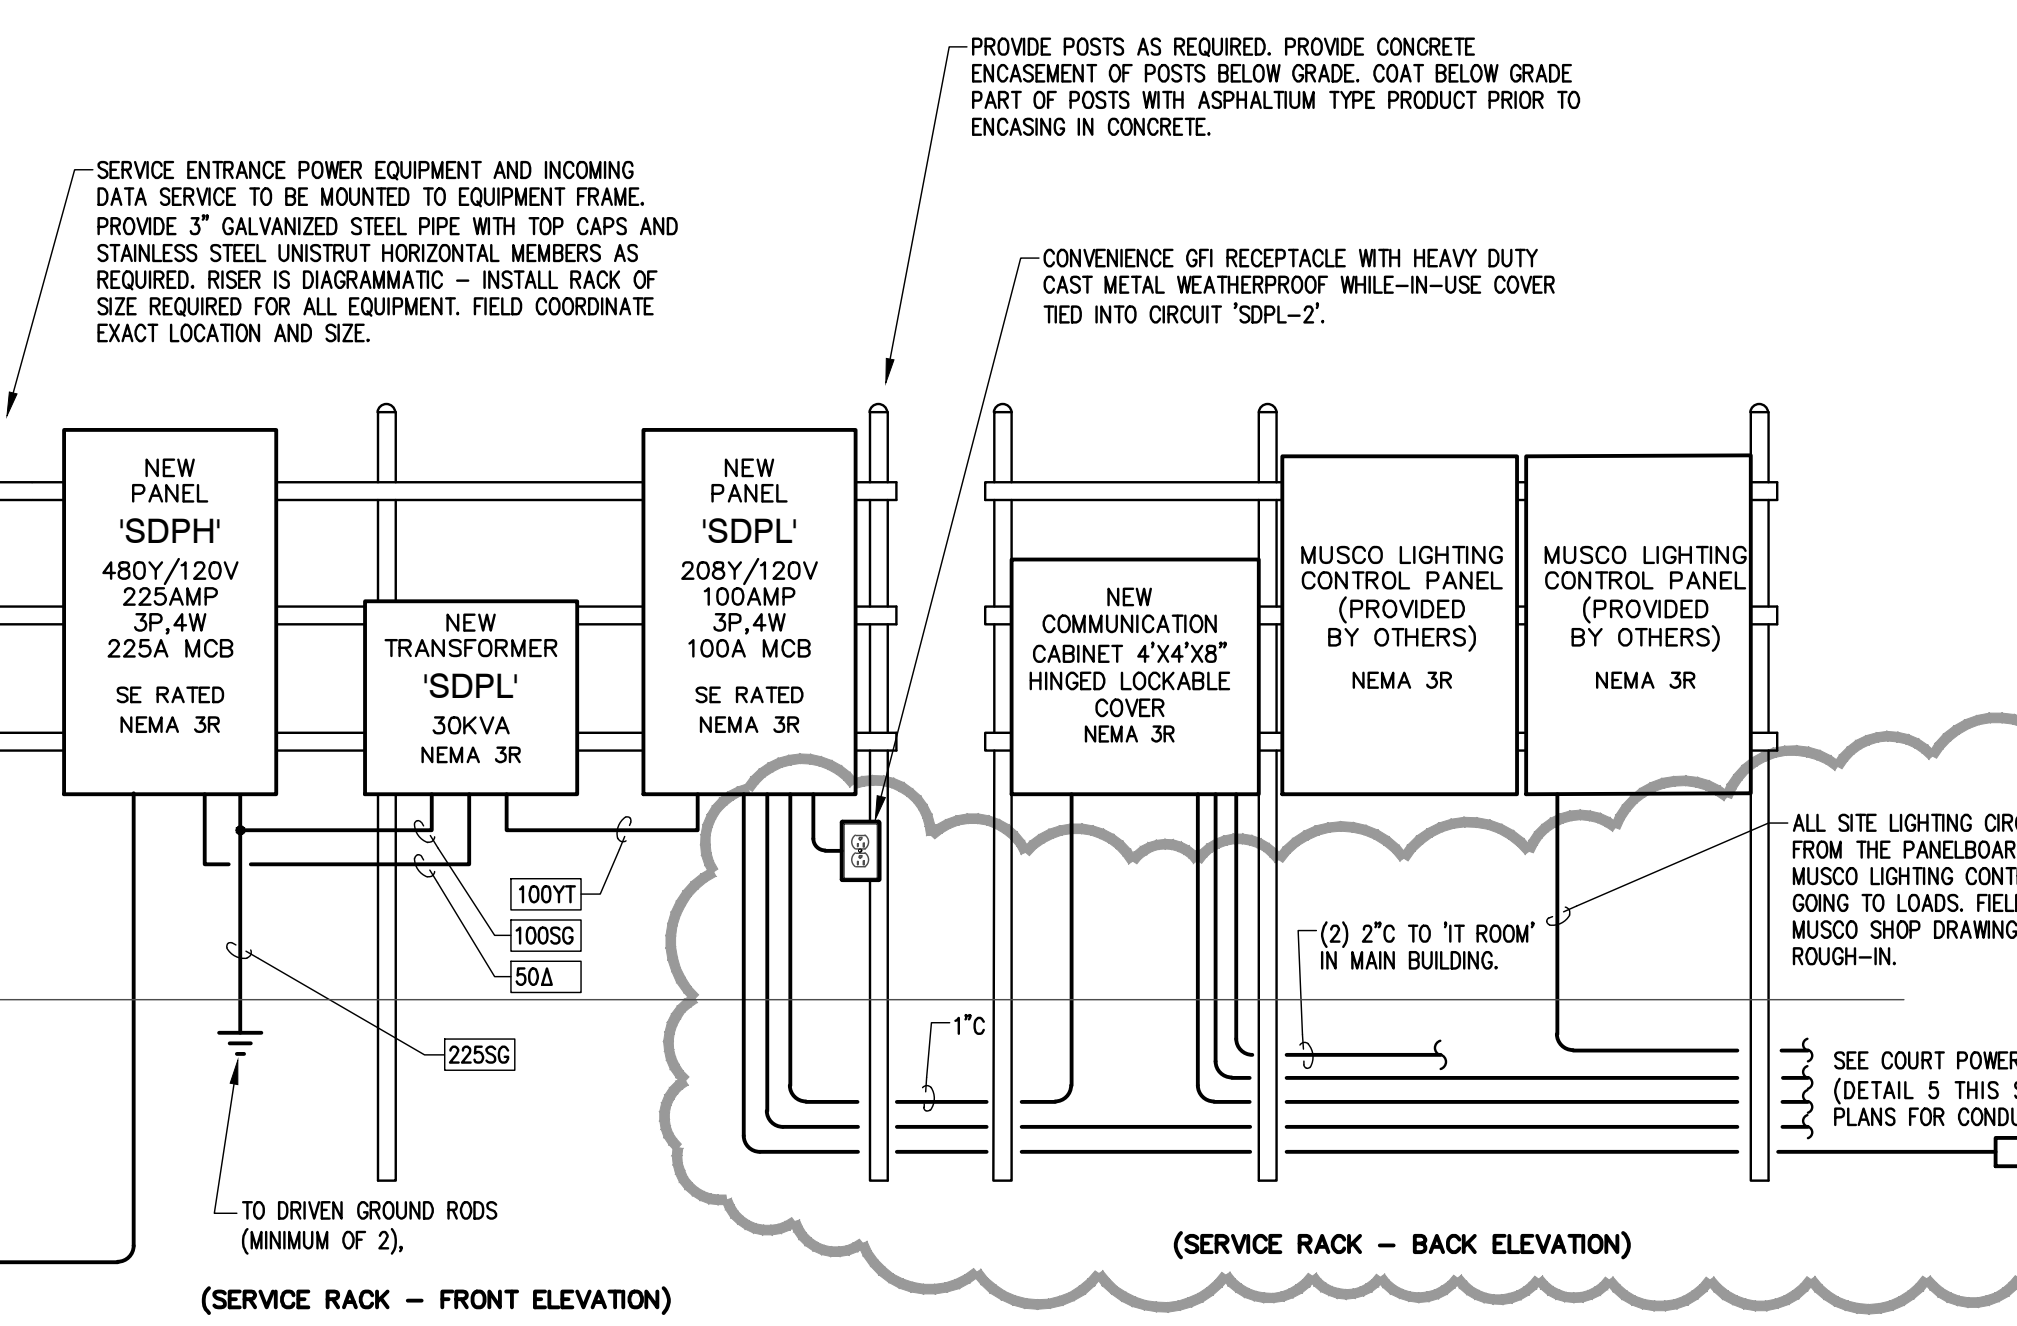 PROVIDE POSTS AS REQUIRED. PROVIDE CONCRETE
ENCASEMENT OF POSTS BELOW GRADE. COAT BELOW GRADE
PART OF POSTS WITH ASPHALTIUM TYPE PRODUCT PRIOR TO
ENCASING IN CONCRETE.
SERVICE ENTRANCE POWER EQUIPMENT AND INCOMING
DATA SERVICE TO BE MOUNTED TO EQUIPMENT FRAME.
PROVIDE 3" GALVANIZED STEEL PIPE WITH TOP CAPS AND
STAINLESS STEEL UNISTRUT HORIZONTAL MEMBERS AS
REQUIRED. RISER IS DIAGRAMMATIC – INSTALL RACK OF
SIZE REQUIRED FOR ALL EQUIPMENT. FIELD COORDINATE
EXACT LOCATION AND SIZE.
CONVENIENCE GFI RECEPTACLE WITH HEAVY DUTY
CAST METAL WEATHERPROOF WHILE–IN–USE COVER
TIED INTO CIRCUIT 'SDPL–2'.
NEW
PANEL
'SDPH'
480Y/120V
225AMP
3P,4W
225A MCB
SE RATED
NEMA 3R
NEW
TRANSFORMER
'SDPL'
30KVA
NEMA 3R
NEW
PANEL
'SDPL'
208Y/120V
100AMP
3P,4W
100A MCB
SE RATED
NEMA 3R
NEW
COMMUNICATION
CABINET 4'X4'X8"
HINGED LOCKABLE
COVER
NEMA 3R
MUSCO LIGHTING
CONTROL PANEL
(PROVIDED
BY OTHERS)
NEMA 3R
MUSCO LIGHTING
CONTROL PANEL
(PROVIDED
BY OTHERS)
NEMA 3R
ALL SITE LIGHTING CIR
FROM THE PANELBOAR
MUSCO LIGHTING CONT
GOING TO LOADS. FIEL
MUSCO SHOP DRAWING
ROUGH–IN.
100YT
100SG
50Δ
225SG
(2) 2"C TO 'IT ROOM'
IN MAIN BUILDING.
1"C
SEE COURT POWER
(DETAIL 5 THIS S
PLANS FOR CONDU
TO DRIVEN GROUND RODS
(MINIMUM OF 2),
(SERVICE RACK – BACK ELEVATION)
(SERVICE RACK – FRONT ELEVATION)